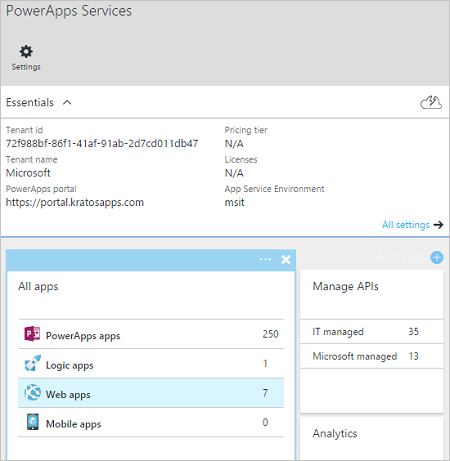 PowerApps Services
Settings
Essentials
Tenant id
72f988bf-86f1-41af-91ab-2d7cd011db47
Tenant name
Microsoft
PowerApps portal
https://portal.kratosapps.com
Pricing tier
N/A
Licenses
N/A
App Service Environment
msit
All settings
ADD TILES
All apps
PowerApps apps 250
Logic apps 1
Web apps 7
Mobile apps 0
Manage APIs
IT managed 35
Microsoft managed 13
Analytics